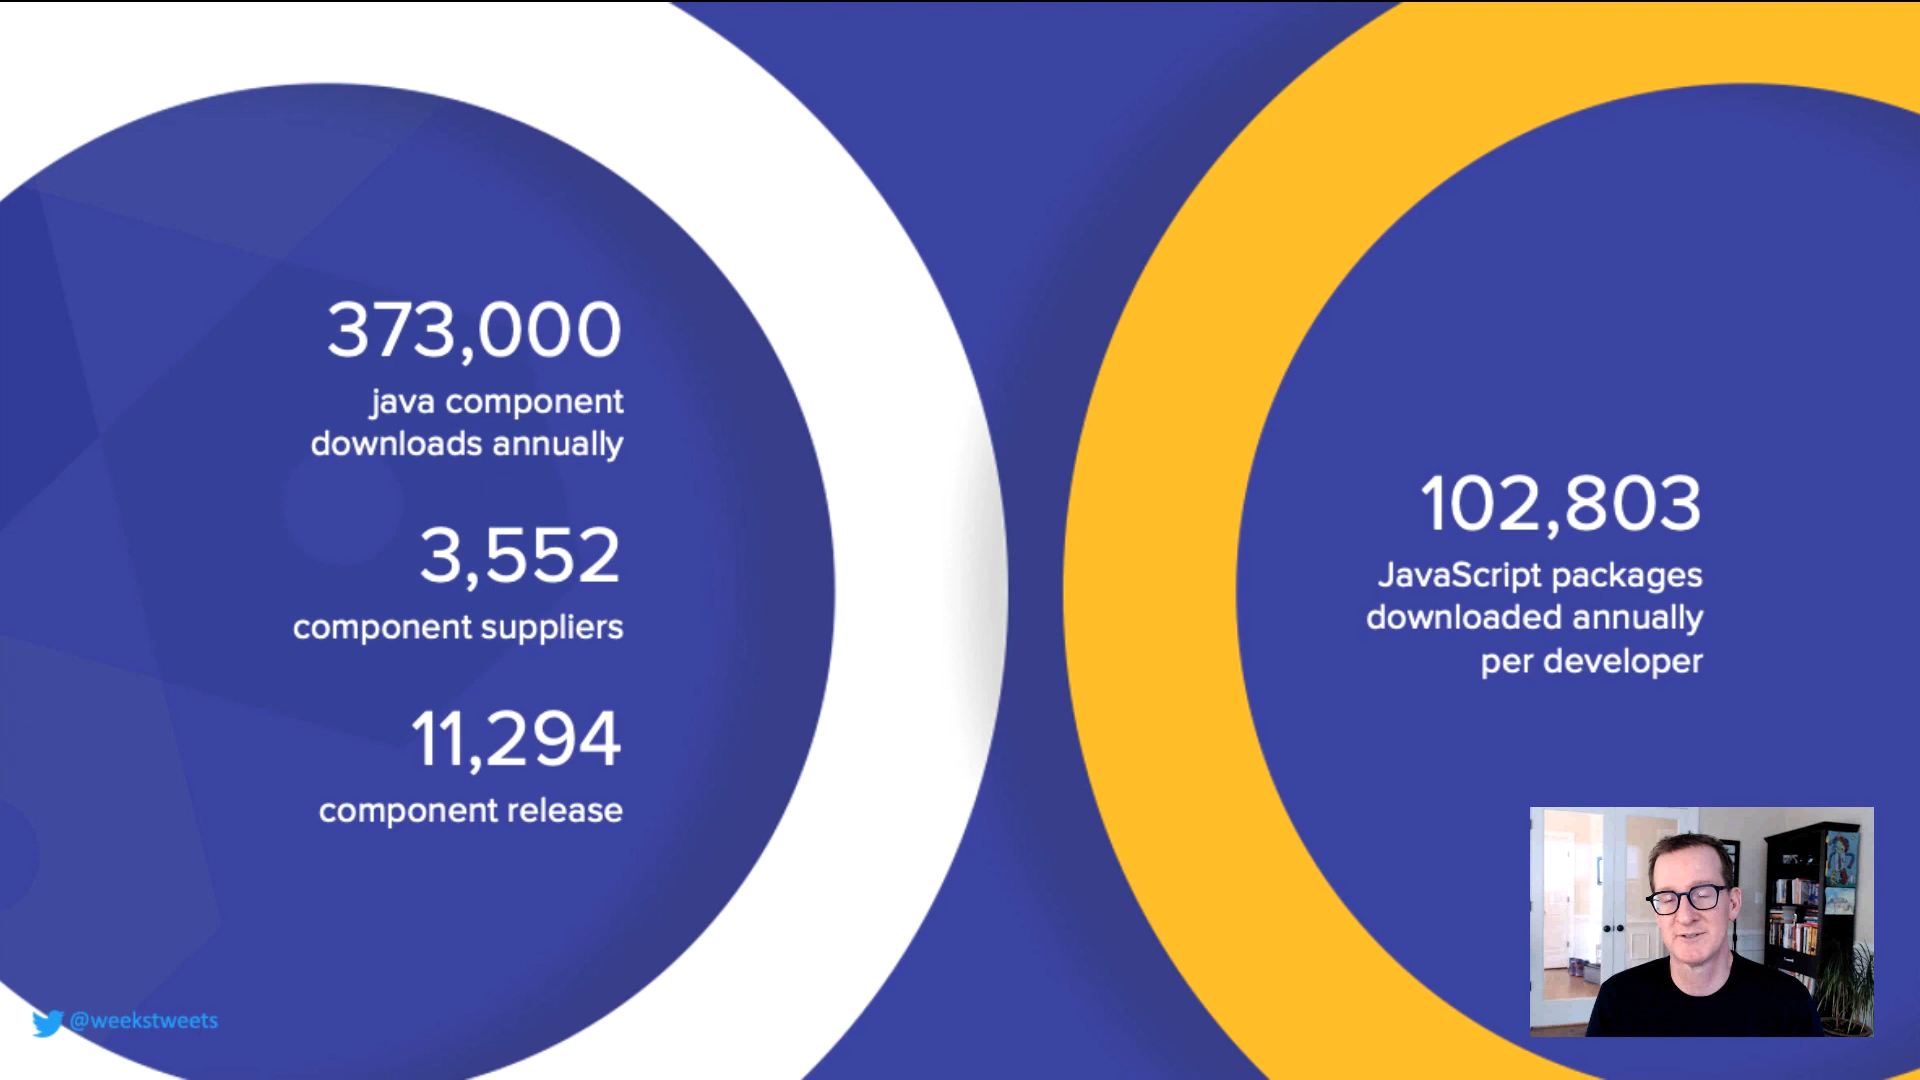 373,000
java component
downloads annually
3,552
component suppliers
11,294
component release
102,803
JavaScript packages
downloaded annually
per developer
@weekstweets